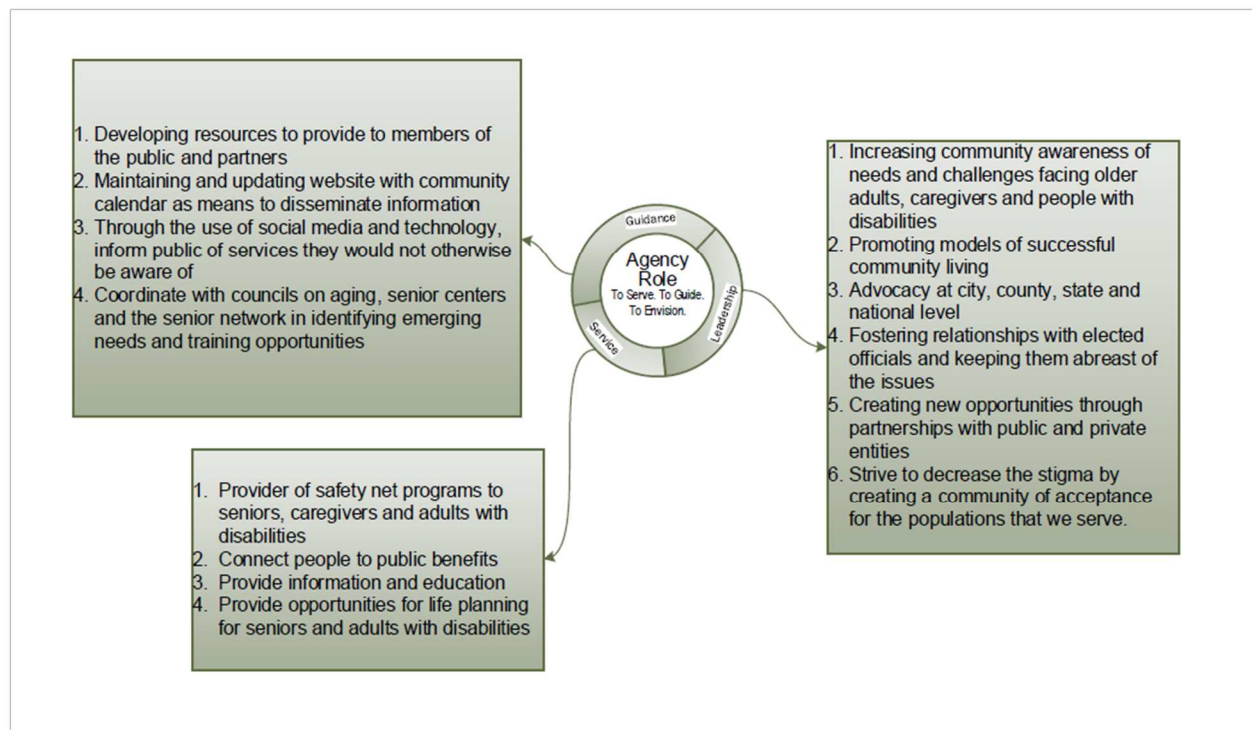 1. Developing resources to provide to members of
the public and partners
2. Maintaining and updating website with community
calendar as means to disseminate information
3. Through the use of social media and technology,
inform public of services they would not otherwise
be aware of
4. Coordinate with councils on aging, senior centers
and the senior network in identifying emerging
needs and training opportunities
Guidance
Agency
Role
To Serve. To Guide.
To Envision.
Leadership
Service
1. Increasing community awareness of
needs and challenges facing older
adults, caregivers and people with
disabilities
2. Promoting models of successful
community living
3. Advocacy at city, county, state and
national level
4. Fostering relationships with elected
officials and keeping them abreast of
the issues
5. Creating new opportunities through
partnerships with public and private
entities
6. Strive to decrease the stigma by
creating a community of acceptance
for the populations that we serve.
1. Provider of safety net programs to
seniors, caregivers and adults with
disabilities
2. Connect people to public benefits
3. Provide information and education
4. Provide opportunities for life planning
for seniors and adults with disabilities